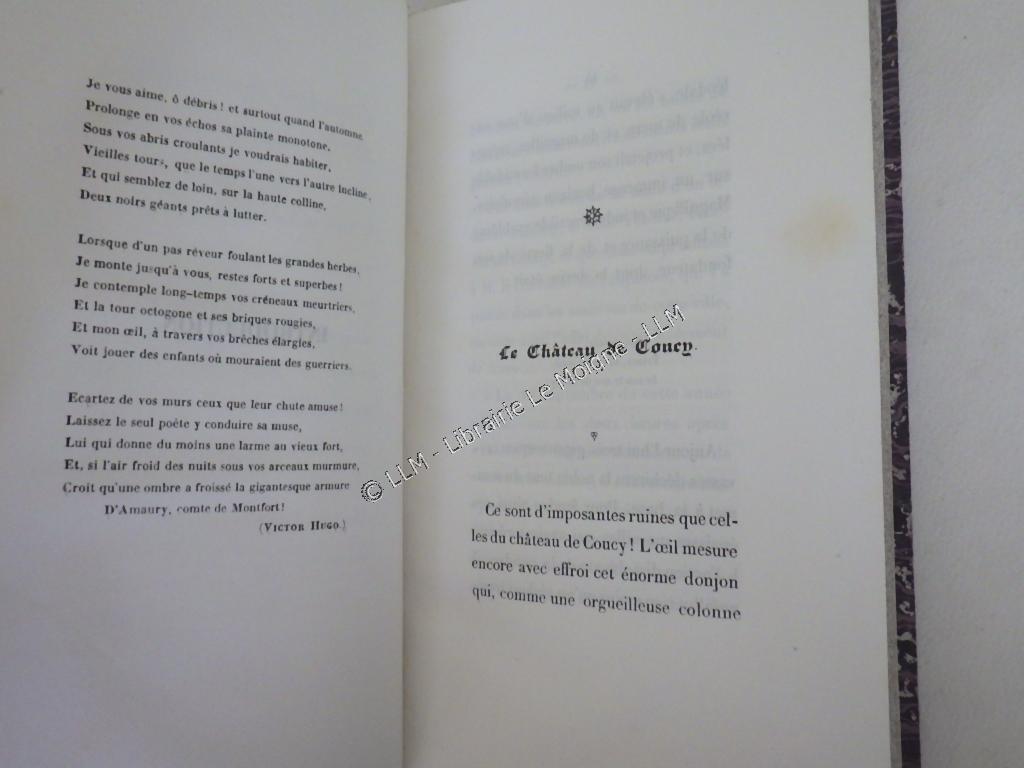 Je vous aime, ô débris! et surtout quand l'automne
Prolonge en vos échos sa plainte monotone.
Sous vos abris croulants je voudrais habiter,
Vieilles tours, que le temps l'une vers l'autre incline,
Et qui semblez de loin, sur la haute colline,
Deux noirs géants prêts à lutter.
Lorsque d'un pas rêveur foulant les grandes herbes,
Je monte jusqu'à vous, restes forts et superbes!
Je contemple long-temps vos créneaux meurtriers,
Et la tour octogone et ses briques rougies,
Et mon œil, à travers vos brèches élargies,
Voit jouer des enfants où mouraient des guerriers.
Ecartez de vos murs ceux que leur chute amuse!
Laissez le seul poète y conduire sa muse,
Lui qui donne du moins une larme au vieux fort,
Et, si l'air froid des nuits sous vos arceaux murmure,
Croit qu'une ombre a froissé la gigantesque armure
D'Amaury, comte de Montfort!
(VICTOR HUGO.)
Le Château de Coucy.
Ce sont d'imposantes ruines que cel-
les du château de Coucy! L'œil mesure
encore avec effroi cet énorme donjon
qui, comme une orgueilleuse colonne
© LLM - Librairie Le Moigne - LLM